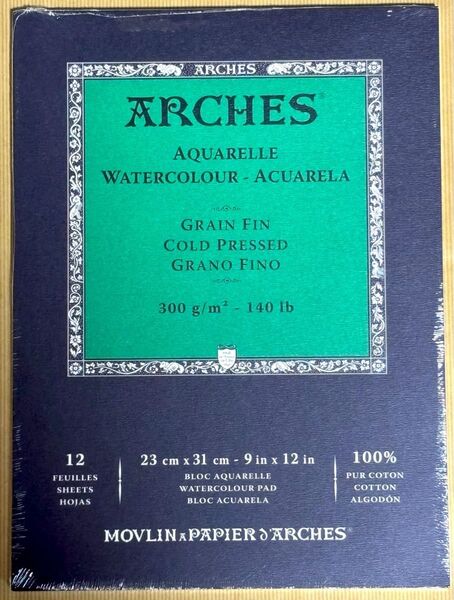 ARCHES
ARCHES®
AQUARELLE
WATERCOLOUR - ACUARELA
GRAIN FIN
COLD PRESSED
GRANO FINO
300 g/m² - 140 lb
12
FEUILLES
SHEETS
HOJAS
23 cm x 31 cm - 9 in x 12 in
BLOC AQUARELLE
WATERCOLOUR PAD
BLOC ACUARELA
100%
PUR COTON
COTTON
ALGODÓN
MOVLIN A PAPIER D'ARCHES®